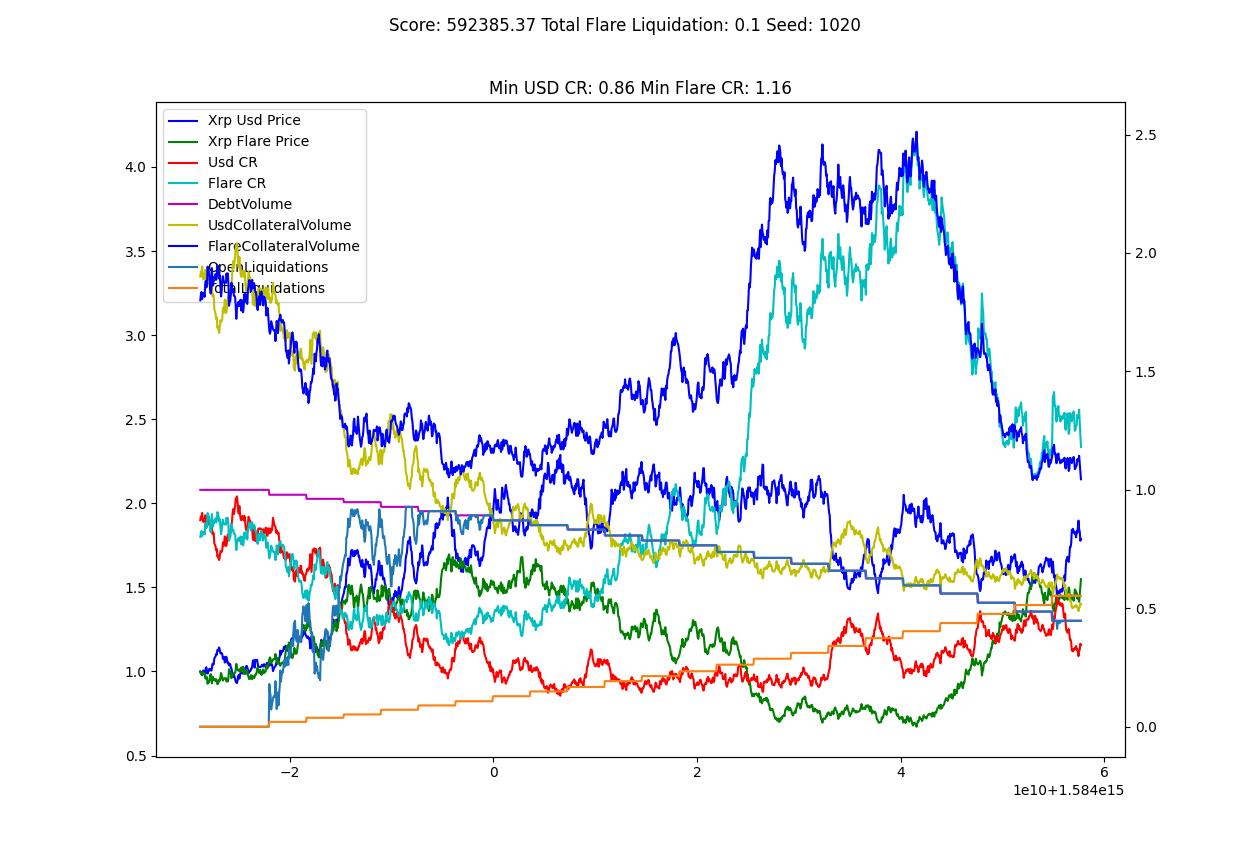 Score: 592385.37 Total Flare Liquidation: 0.1 Seed: 1020
Min USD CR: 0.86 Min Flare CR: 1.16
Xrp Usd Price
Xrp Flare Price
Usd CR
Flare CR
DebtVolume
UsdCollateralVolume
FlareCollateralVolume
OpenLiquidations
TotalLiquidations
4.0
3.5
3.0
2.5
2.0
1.5
1.0
0.5
2.5
2.0
1.5
1.0
0.5
0.0
−2 0 2 4 6
1e10+1.584e15